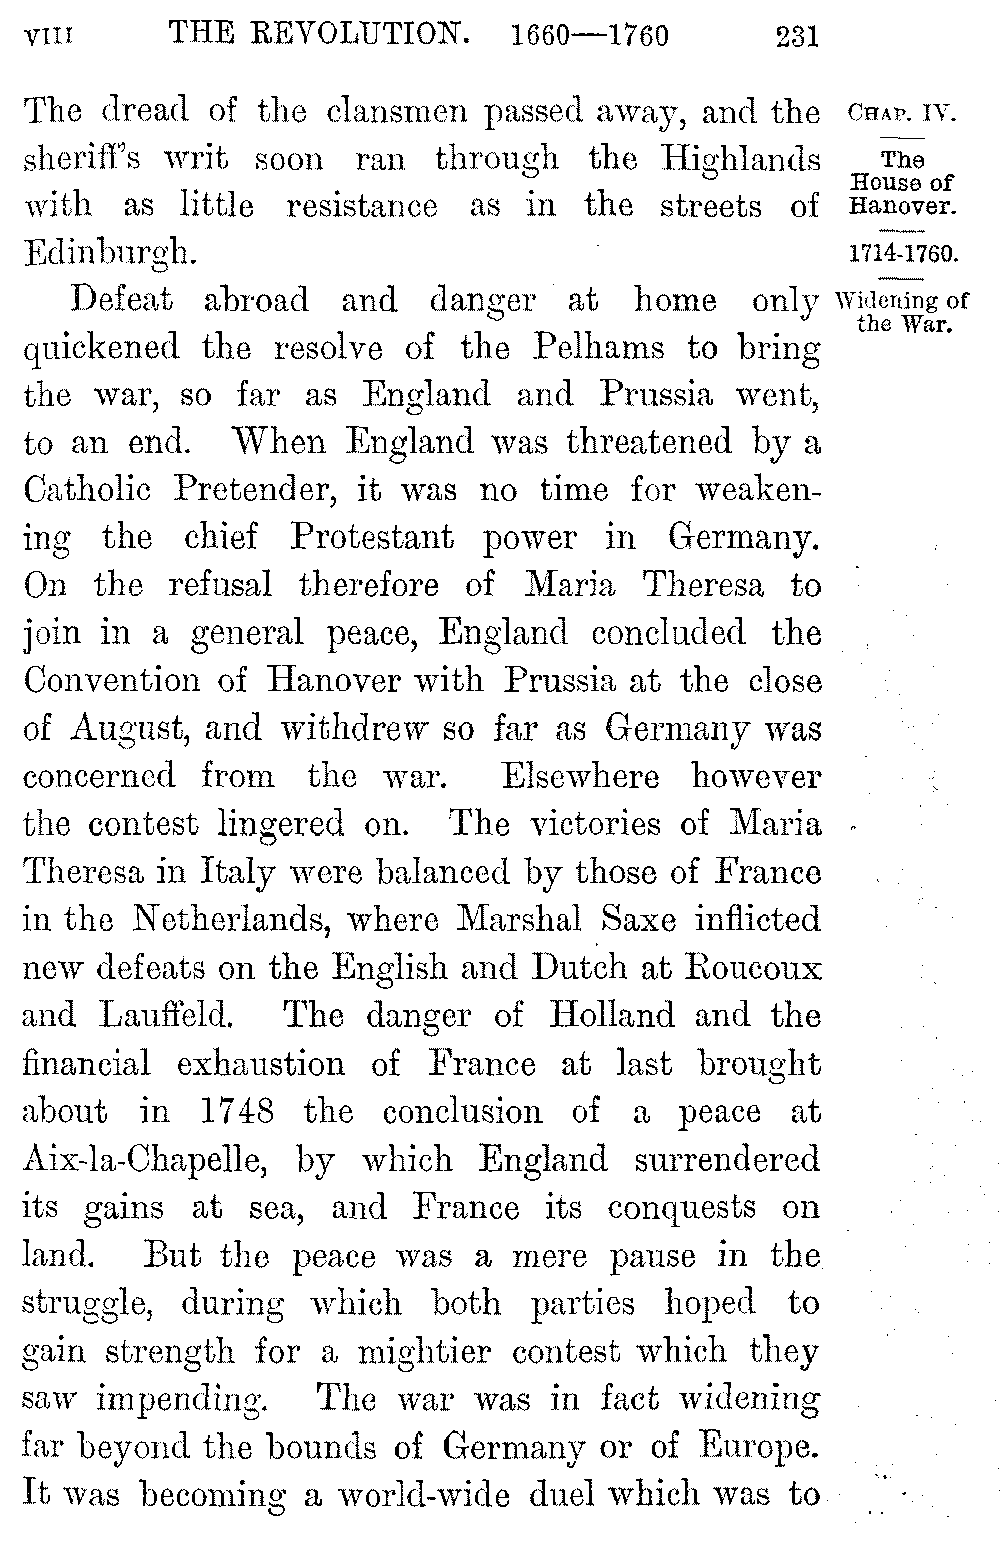 VIII THE REVOLUTION. 1660—1760 231
The dread of the clansmen passed away, and the
sheriff's writ soon ran through the Highlands
with as little resistance as in the streets of
Edinburgh.
Defeat abroad and danger at home only
quickened the resolve of the Pelhams to bring
the war, so far as England and Prussia went,
to an end. When England was threatened by a
Catholic Pretender, it was no time for weaken-
ing the chief Protestant power in Germany.
On the refusal therefore of Maria Theresa to
join in a general peace, England concluded the
Convention of Hanover with Prussia at the close
of August, and withdrew so far as Germany was
concerned from the war. Elsewhere however
the contest lingered on. The victories of Maria
Theresa in Italy were balanced by those of France
in the Netherlands, where Marshal Saxe inflicted
new defeats on the English and Dutch at Roucoux
and Lauffeld. The danger of Holland and the
financial exhaustion of France at last brought
about in 1748 the conclusion of a peace at
Aix-la-Chapelle, by which England surrendered
its gains at sea, and France its conquests on
land. But the peace was a mere pause in the
struggle, during which both parties hoped to
gain strength for a mightier contest which they
saw impending. The war was in fact widening
far beyond the bounds of Germany or of Europe.
It was becoming a world-wide duel which was to
CHAP. IV.
The
House of
Hanover.
1714-1760.
Widening of
the War.